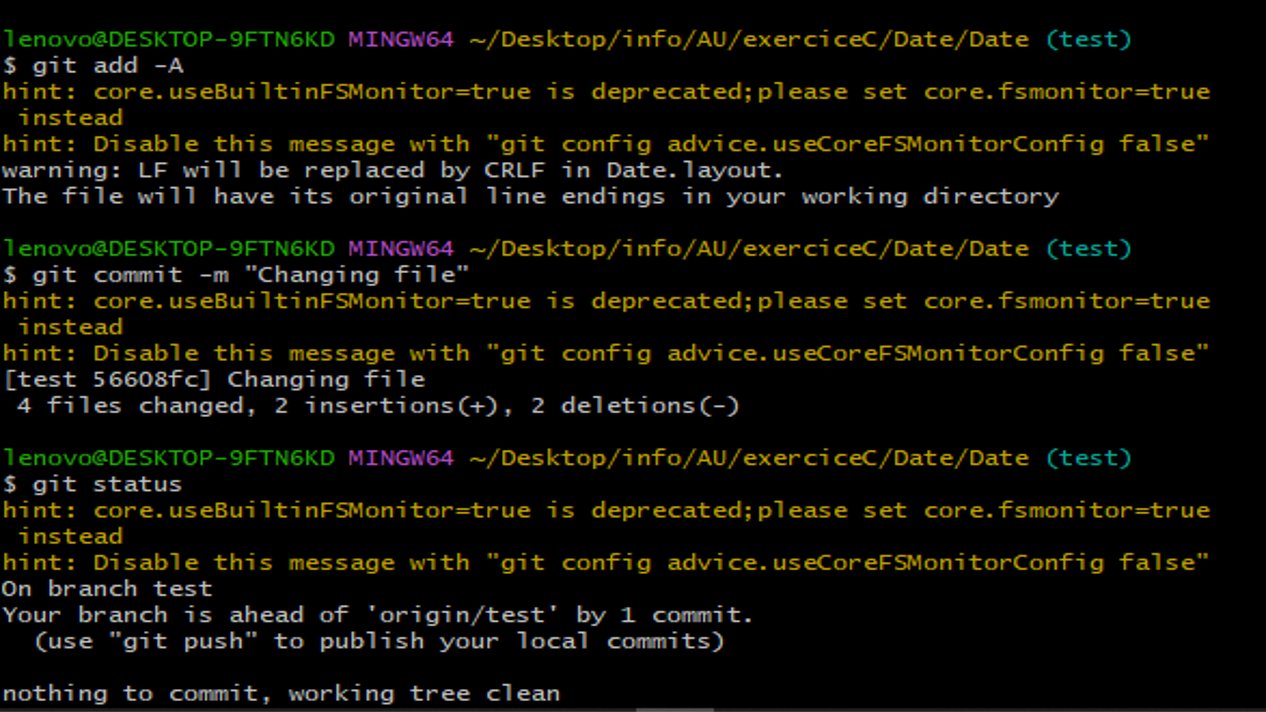 lenovo@DESKTOP-9FTN6KD MINGW64 ~/Desktop/info/AU/exerciceC/Date/Date (test)
$ git add -A
hint: core.useBuiltinFSMonitor=true is deprecated;please set core.fsmonitor=true
 instead
hint: Disable this message with "git config advice.useCoreFSMonitorConfig false"
warning: LF will be replaced by CRLF in Date.layout.
The file will have its original line endings in your working directory

lenovo@DESKTOP-9FTN6KD MINGW64 ~/Desktop/info/AU/exerciceC/Date/Date (test)
$ git commit -m "Changing file"
hint: core.useBuiltinFSMonitor=true is deprecated;please set core.fsmonitor=true
 instead
hint: Disable this message with "git config advice.useCoreFSMonitorConfig false"
[test 56608fc] Changing file
 4 files changed, 2 insertions(+), 2 deletions(-)

lenovo@DESKTOP-9FTN6KD MINGW64 ~/Desktop/info/AU/exerciceC/Date/Date (test)
$ git status
hint: core.useBuiltinFSMonitor=true is deprecated;please set core.fsmonitor=true
 instead
hint: Disable this message with "git config advice.useCoreFSMonitorConfig false"
On branch test
Your branch is ahead of 'origin/test' by 1 commit.
  (use "git push" to publish your local commits)

nothing to commit, working tree clean